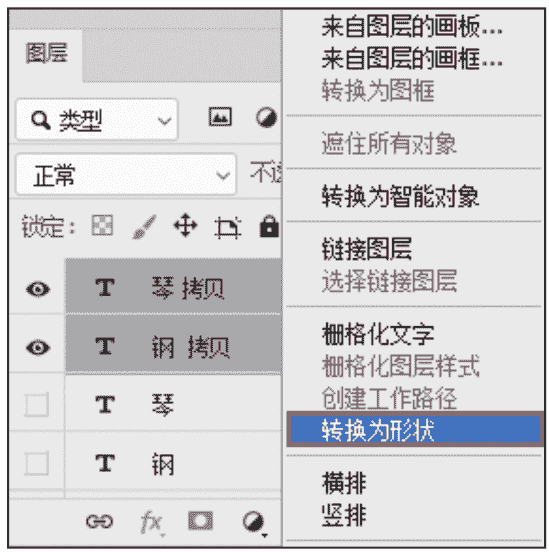 图层
类型
正常
不透
锁定:
T 琴 拷贝
T 钢 拷贝
T 琴
T 钢
fx
来自图层的画板...
来自图层的画框...
转换为图框
遮住所有对象
转换为智能对象
链接图层
选择链接图层
栅格化文字
栅格化图层样式
创建工作路径
转换为形状
横排
竖排